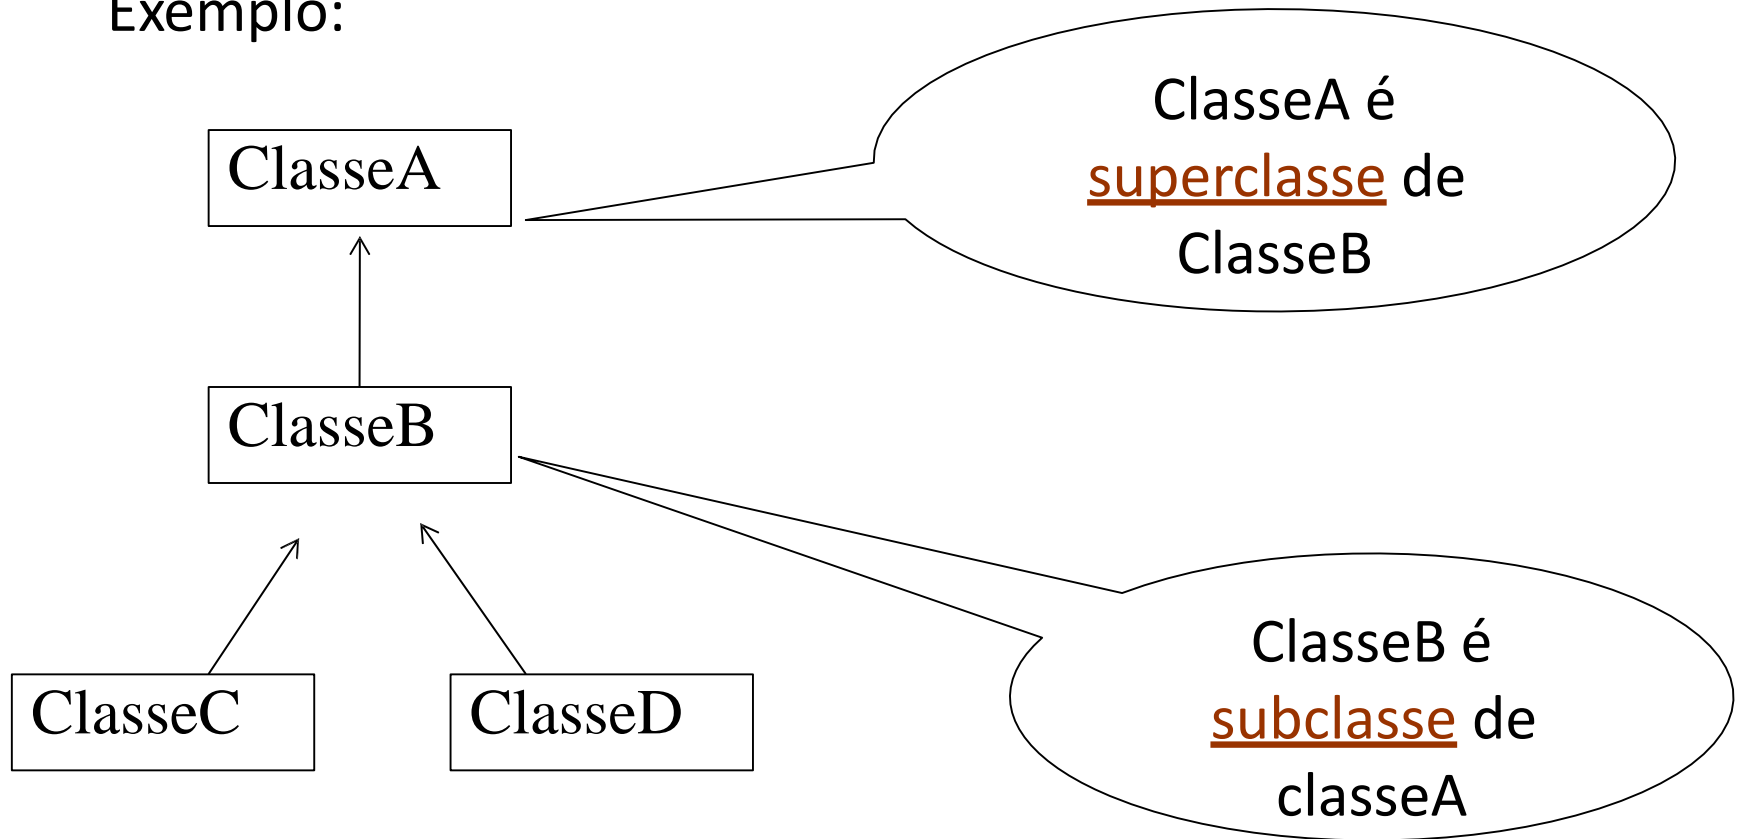 Exemplo:
ClasseA
ClasseA é
superclasse de
ClasseB
ClasseB
ClasseB é
subclasse de
classeA
ClasseC
ClasseD